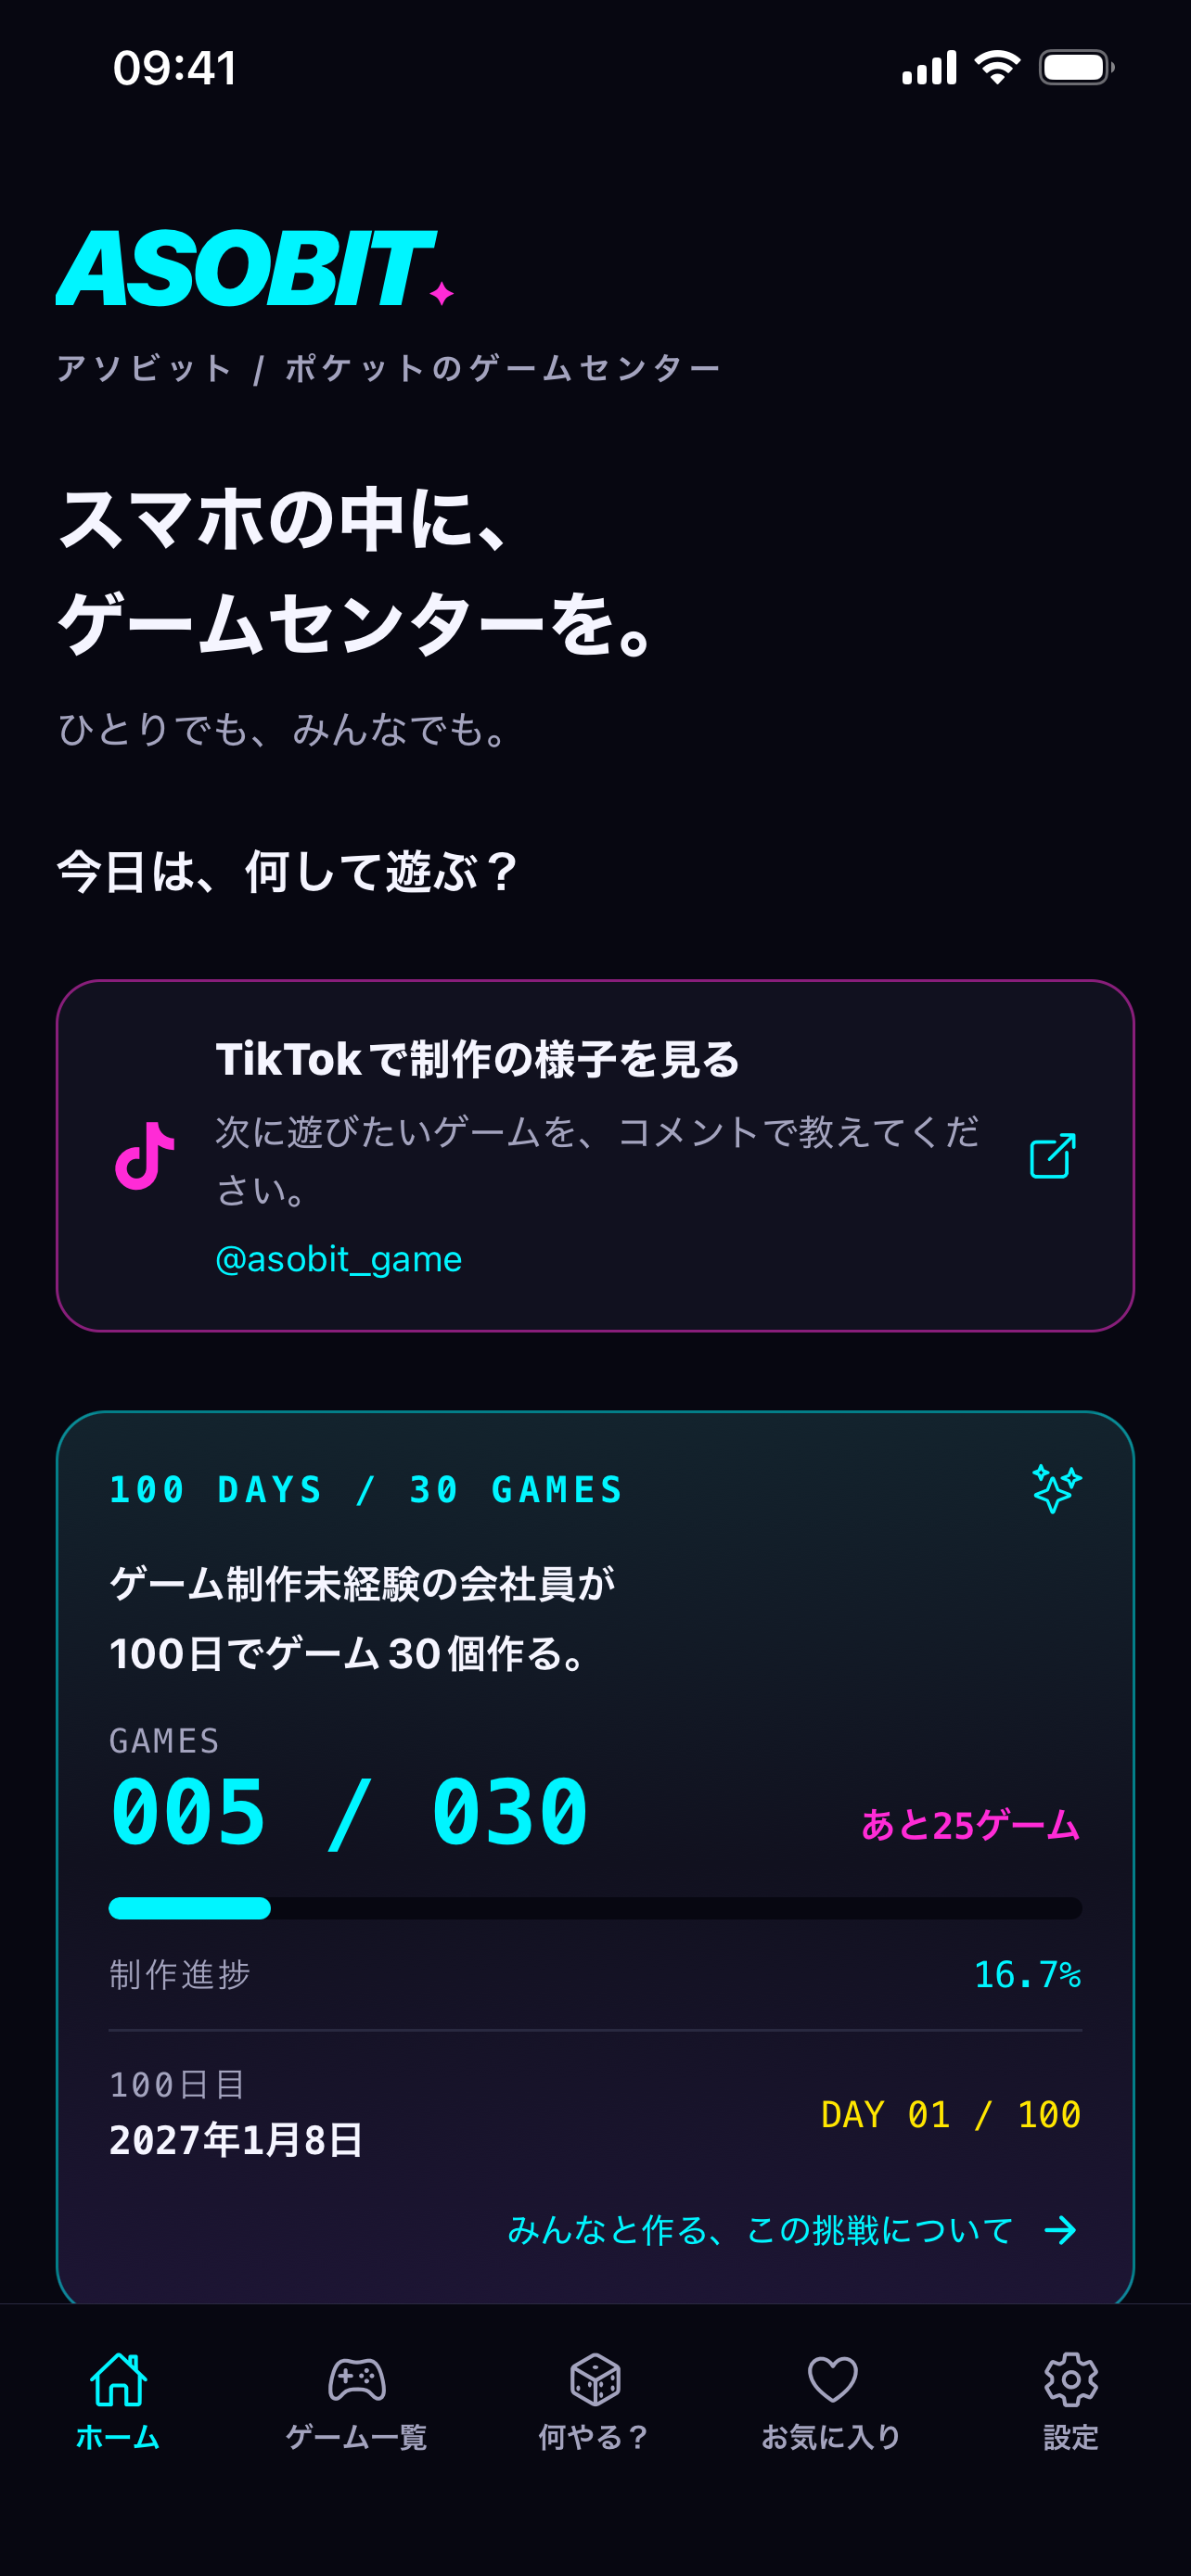 09:41
ASOBIT
アソビット / ポケットのゲームセンター
スマホの中に、
ゲームセンターを。
ひとりでも、みんなでも。
今日は、何して遊ぶ？
TikTokで制作の様子を見る
次に遊びたいゲームを、コメントで教えてくだ
さい。
@asobit_game
100 DAYS / 30 GAMES
ゲーム制作未経験の会社員が
100日でゲーム30個作る。
GAMES
005 / 030
あと25ゲーム
制作進捗
16.7%
100日目
2027年1月8日
DAY 01 / 100
みんなと作る、この挑戦について
ホーム
ゲーム一覧
何やる？
お気に入り
設定